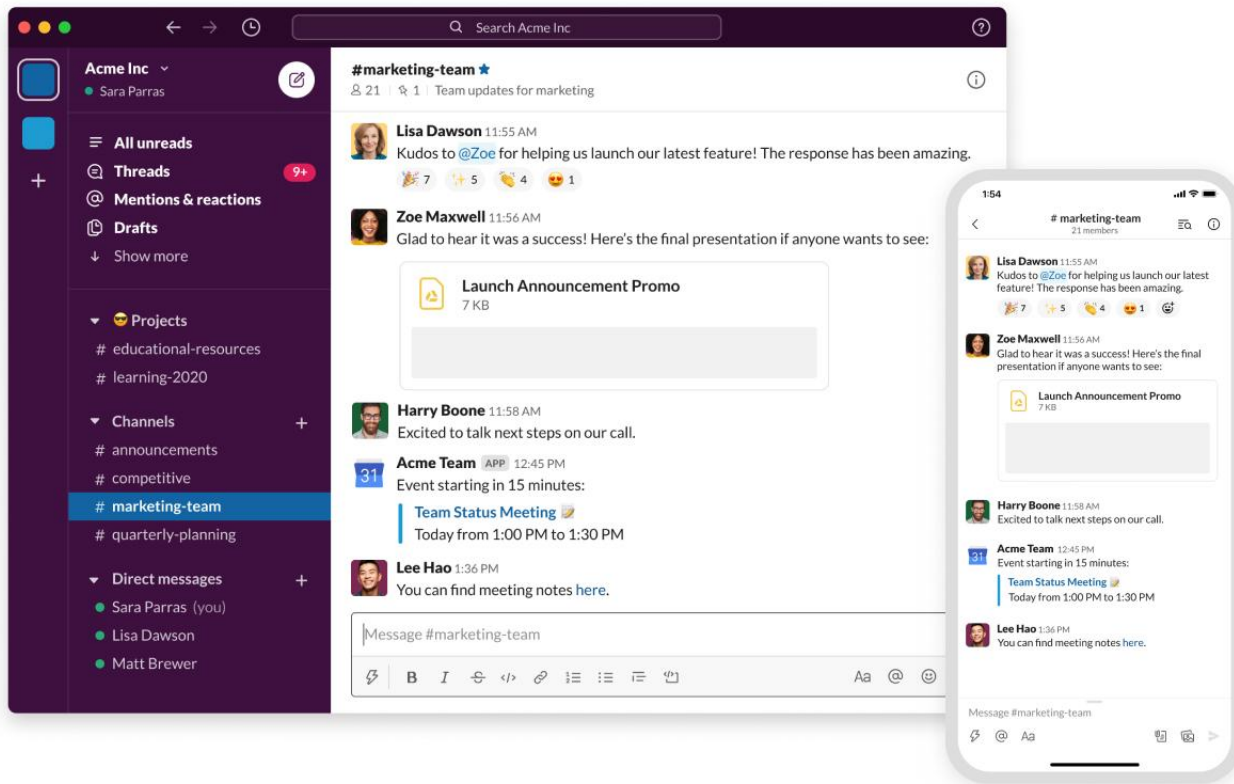 Search Acme Inc
Acme Inc
Sara Parras
All unreads
Threads 9+
Mentions & reactions
Drafts
Show more
😎 Projects
# educational-resources
# learning-2020
Channels +
# announcements
# competitive
# marketing-team
# quarterly-planning
Direct messages +
Sara Parras (you)
Lisa Dawson
Matt Brewer
#marketing-team
21 | 1 | Team updates for marketing
Lisa Dawson 11:55 AM
Kudos to @Zoe for helping us launch our latest feature! The response has been amazing.
🎉 7 ✨ 5 👏 4 😍 1
Zoe Maxwell 11:56 AM
Glad to hear it was a success! Here's the final presentation if anyone wants to see:
Launch Announcement Promo
7 KB
Harry Boone 11:58 AM
Excited to talk next steps on our call.
31
Acme Team APP 12:45 PM
Event starting in 15 minutes:
Team Status Meeting 📝
Today from 1:00 PM to 1:30 PM
Lee Hao 1:36 PM
You can find meeting notes here.
Message #marketing-team
B I S </> Aa @
1:54
# marketing-team
21 members
Lisa Dawson 11:55 AM
Kudos to @Zoe for helping us launch our latest
feature! The response has been amazing.
🎉 7 ✨ 5 👏 4 😍 1
Zoe Maxwell 11:56 AM
Glad to hear it was a success! Here's the final
presentation if anyone wants to see:
Launch Announcement Promo
7 KB
Harry Boone 11:58 AM
Excited to talk next steps on our call.
31
Acme Team 12:45 PM
Event starting in 15 minutes:
Team Status Meeting 📝
Today from 1:00 PM to 1:30 PM
Lee Hao 1:36 PM
You can find meeting notes here.
Message #marketing-team
@ Aa